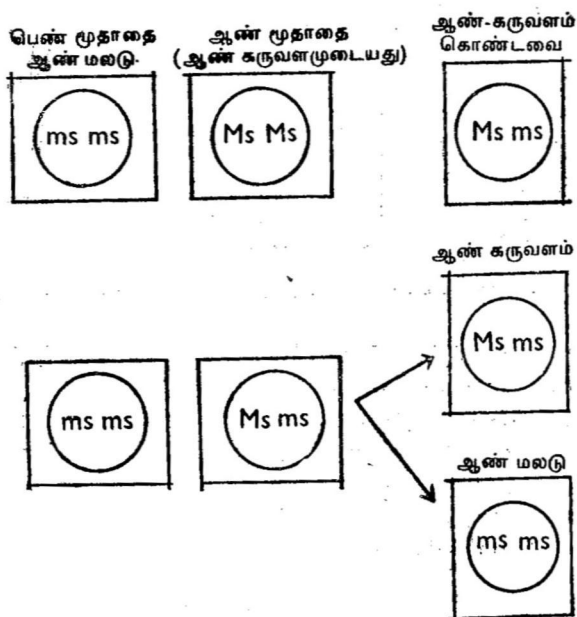 பெண் மூதாதை
ஆண் மலடு.
ஆண் மூதாதை
(ஆண் கருவளமுடையது)
ஆண்-கருவளம்
கொண்டவை
ms ms
Ms Ms
Ms ms
ஆண் கருவளம்
Ms ms
ms ms
Ms ms
ஆண் மலடு
ms ms